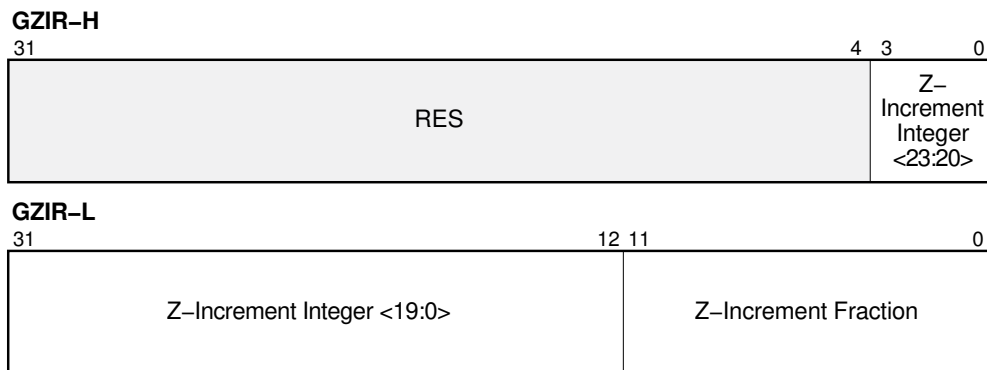 GZIR–H
31 4 3 0
RES
Z–
Increment
Integer
<23:20>
GZIR–L
31 12 11 0
Z–Increment Integer <19:0> Z–Increment Fraction